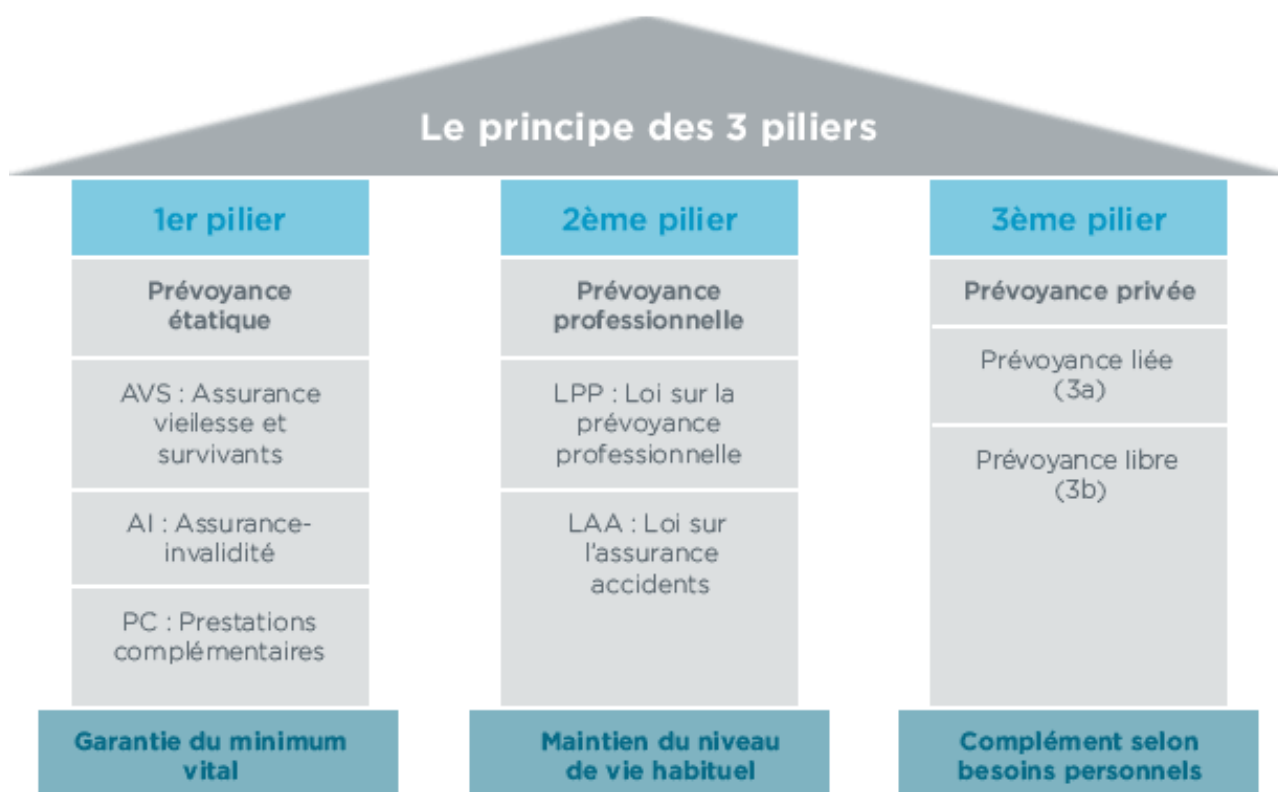 Le principe des 3 piliers
1er pilier
Prévoyance
étatique
AVS : Assurance
vieilesse et
survivants
AI : Assurance-
invalidité
PC : Prestations
complémentaires
Garantie du minimum
vital
2ème pilier
Prévoyance
professionnelle
LPP : Loi sur la
prévoyance
professionnelle
LAA : Loi sur
l'assurance
accidents
Maintien du niveau
de vie habituel
3ème pilier
Prévoyance privée
Prévoyance liée
(3a)
Prévoyance libre
(3b)
Complément selon
besoins personnels